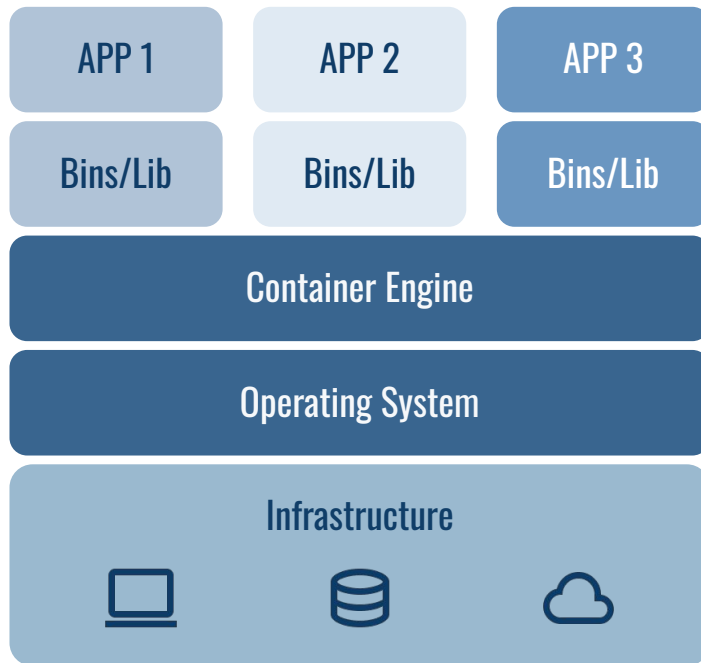 APP 1 APP 2 APP 3
Bins/Lib Bins/Lib Bins/Lib
Container Engine
Operating System
Infrastructure